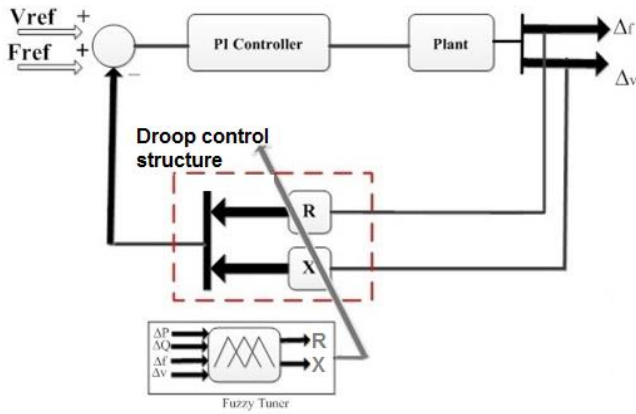 Vref +
Fref +
−
PI Controller
Plant
Δf
Δv
Droop control
structure
R
X
ΔP
ΔQ
Δf
Δv
R
X
Fuzzy Tuner